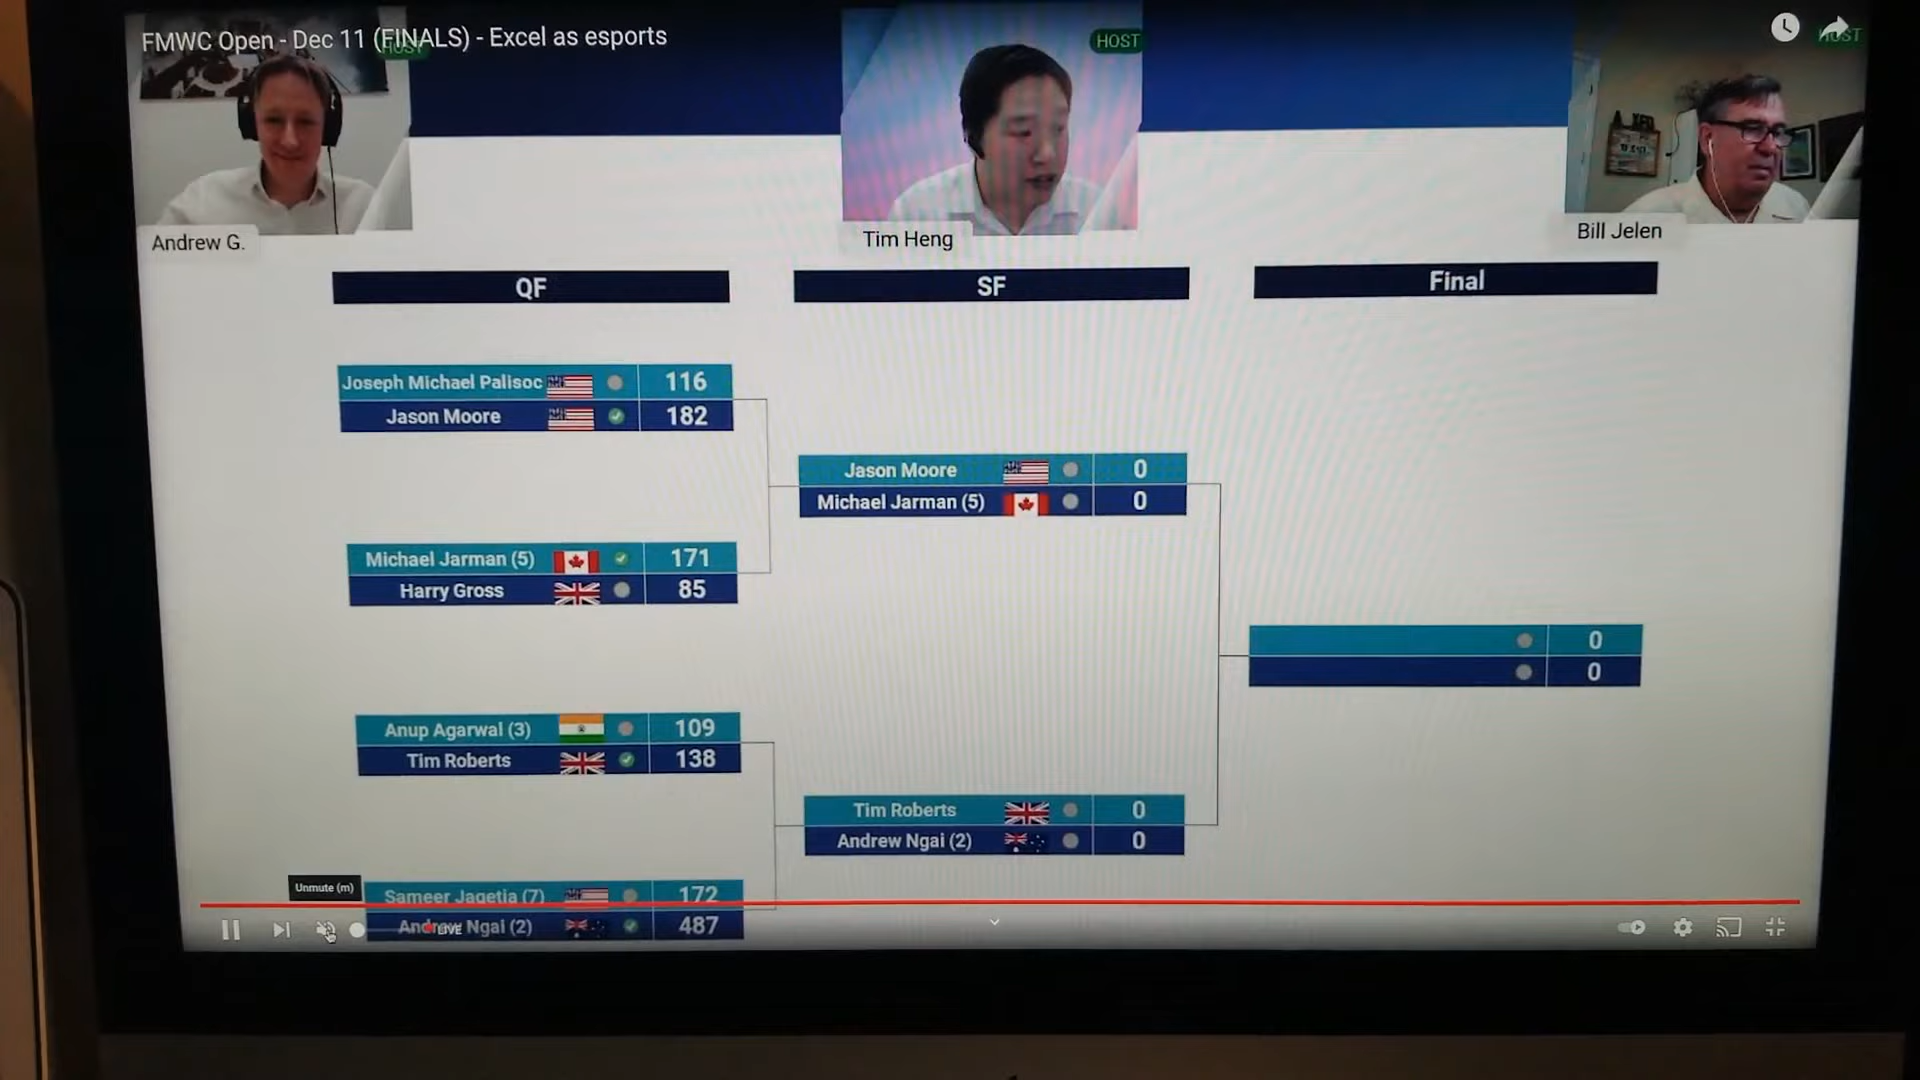 FMWC Open - Dec 11 (FINALS) - Excel as esports
HOST
HOST
HOST
Andrew G.
Tim Heng
Bill Jelen
QF
SF
Final
Joseph Michael Palisoc 116
Jason Moore 182
Jason Moore 0
Michael Jarman (5) 0
Michael Jarman (5) 171
Harry Gross 85
0
0
Anup Agarwal (3) 109
Tim Roberts 138
Tim Roberts 0
Andrew Ngai (2) 0
Unmute (m)
Sameer Jagetia (7) 172
Andrew Ngai (2) 487
LIVE